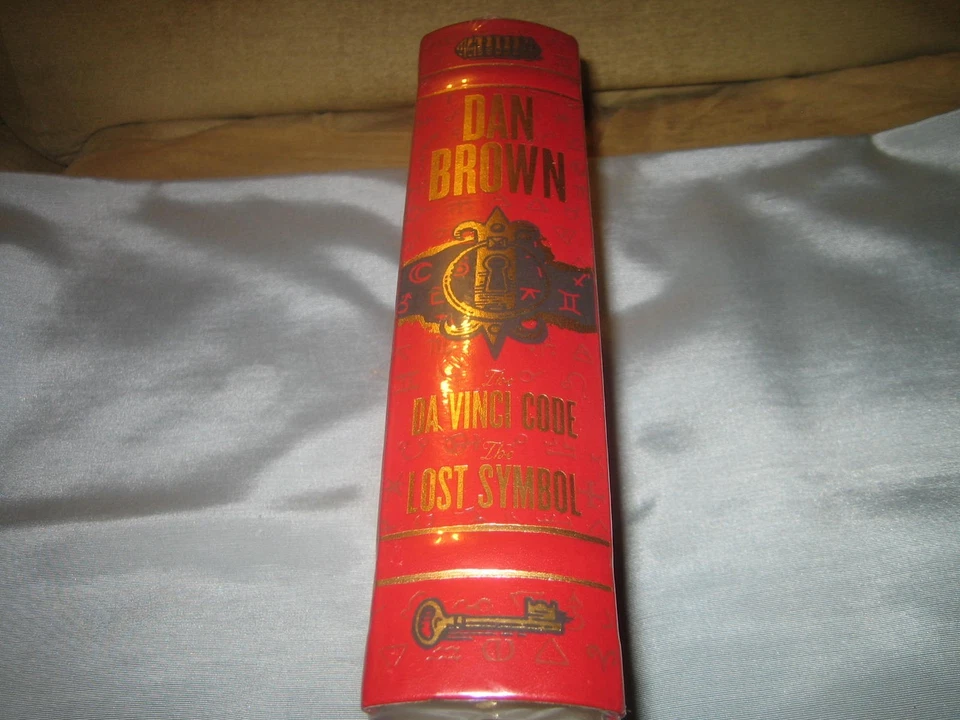 DAN
BROWN
The
DA VINCI CODE
The
LOST SYMBOL